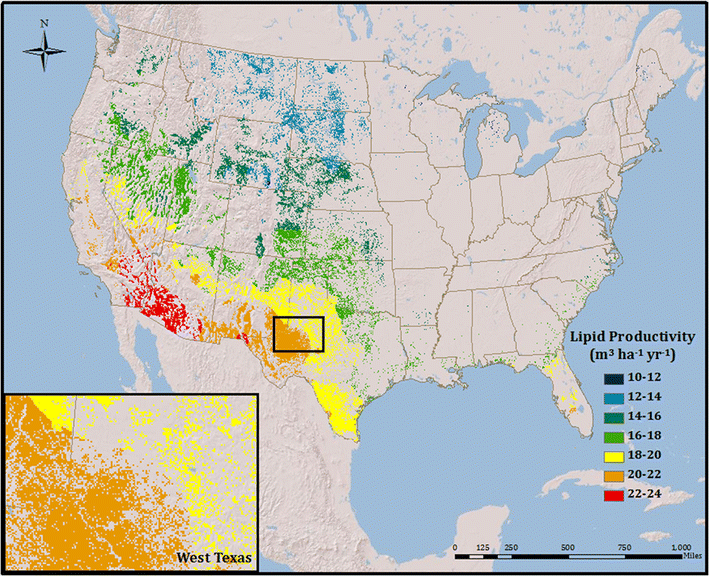 N
Lipid Productivity
(m³ ha⁻¹ yr⁻¹)
10-12
12-14
14-16
16-18
18-20
20-22
22-24
West Texas
0 125 250 500 750 1.000
Miles